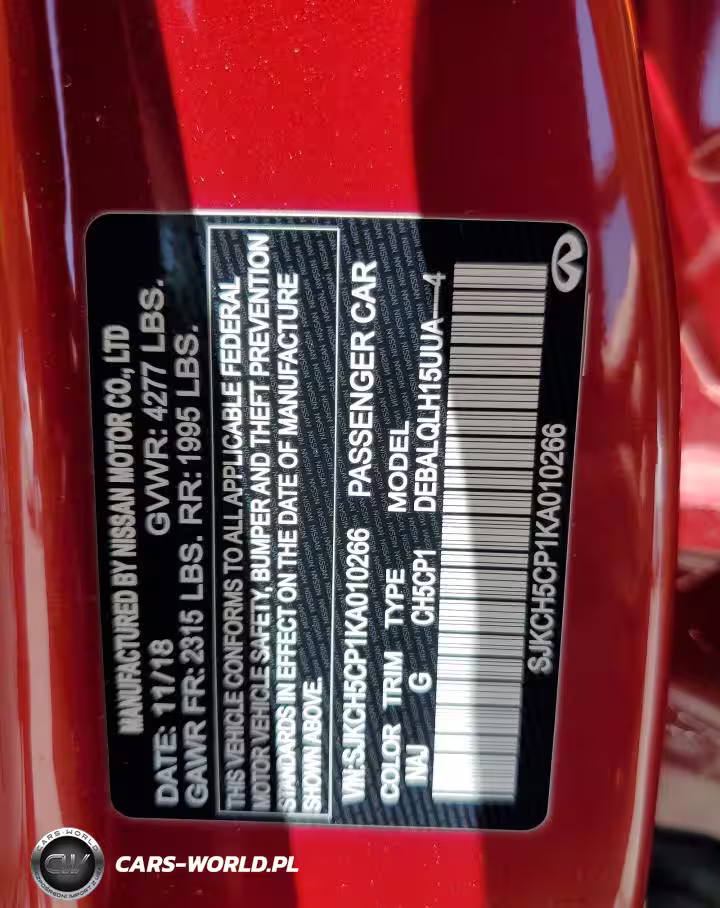 MANUFACTURED BY NISSAN MOTOR CO., LTD
DATE: 11/18 GVWR: 4277 LBS.
GAWR FR: 2315 LBS. RR: 1995 LBS.
THIS VEHICLE CONFORMS TO ALL APPLICABLE FEDERAL
MOTOR VEHICLE SAFETY, BUMPER AND THEFT PREVENTION
STANDARDS IN EFFECT ON THE DATE OF MANUFACTURE
SHOWN ABOVE.
VIN:SJKCH5CP1KA010266 PASSENGER CAR
COLOR TRIM TYPE MODEL
NAJ G CH5CP1 DEBALQLH15UUA---4
SJKCH5CP1KA010266
CARS-WORLD
CW
CARS-WORLD.PL